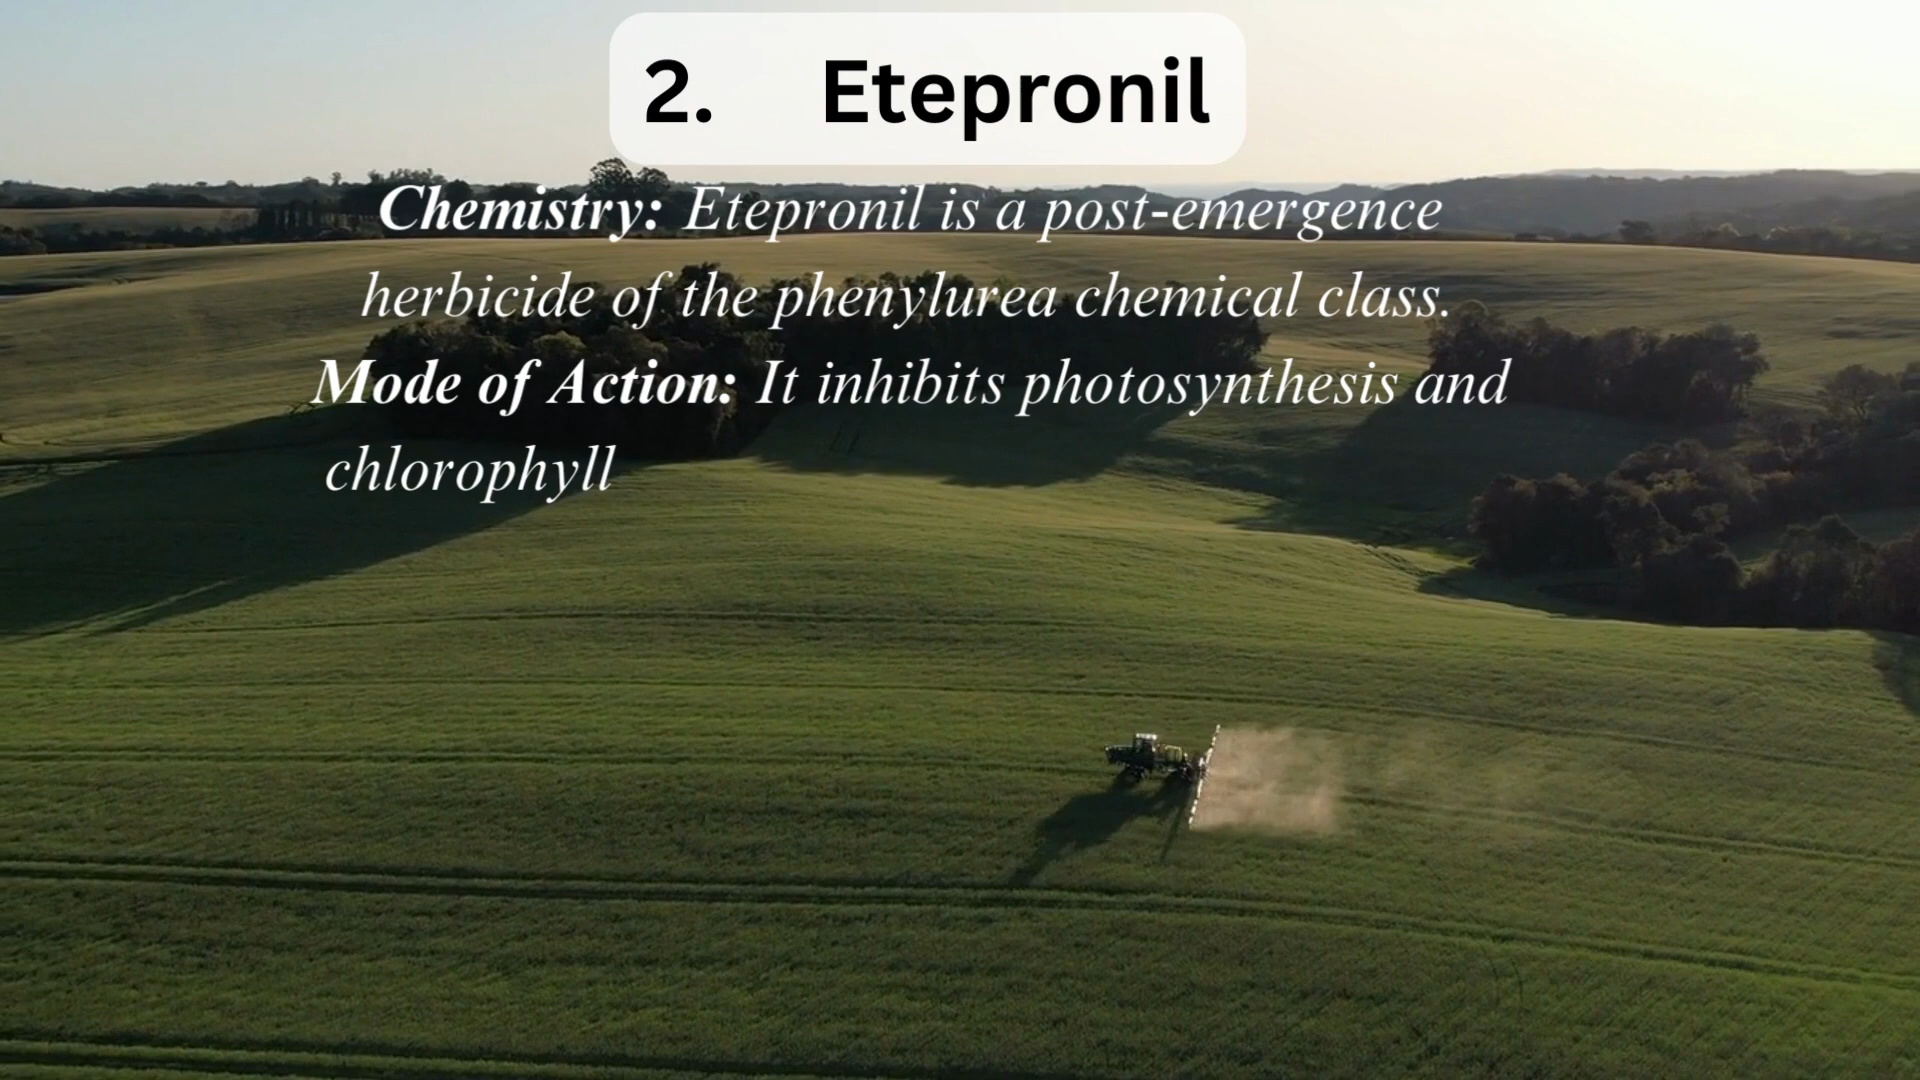 2. Etepronil
Chemistry: Etepronil is a post-emergence
herbicide of the phenylurea chemical class.
Mode of Action: It inhibits photosynthesis and
chlorophyll